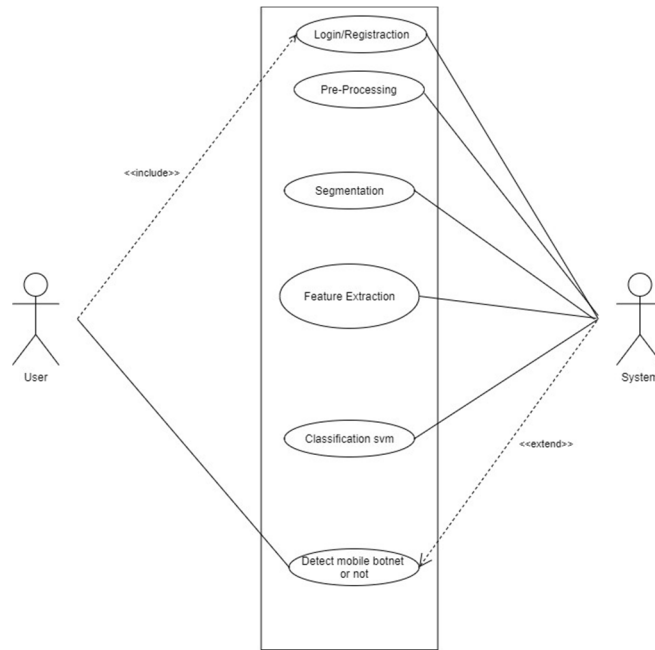 Login/Registraction
Pre-Processing
<<include>>
Segmentation
Feature Extraction
User
System
Classification svm
<<extend>>
Detect mobile botnet
or not